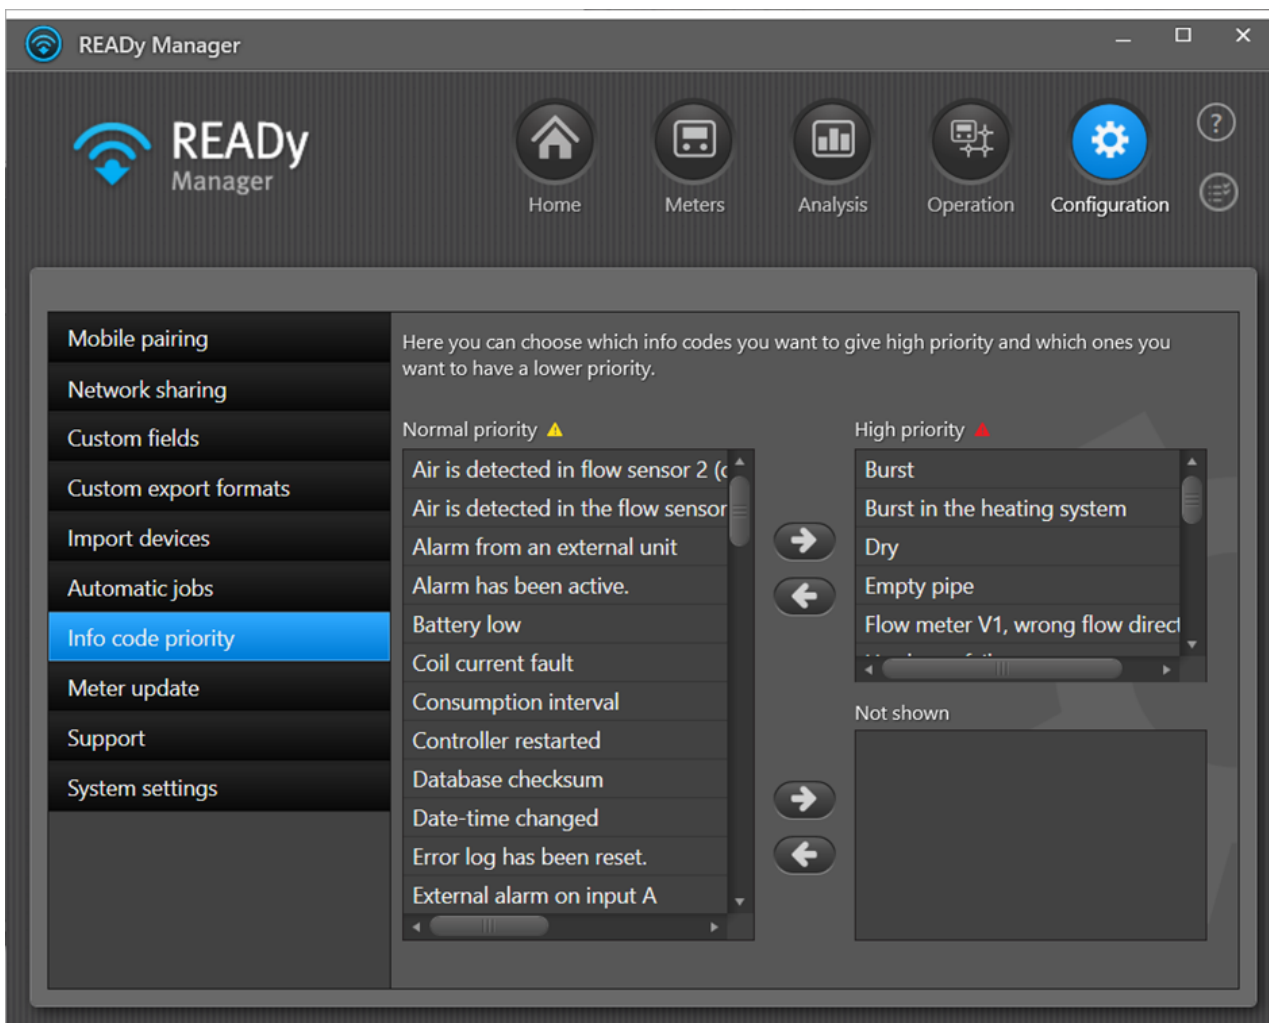 READy Manager
READy
Manager
Home
Meters
Analysis
Operation
Configuration
?
Mobile pairing
Network sharing
Custom fields
Custom export formats
Import devices
Automatic jobs
Info code priority
Meter update
Support
System settings
Here you can choose which info codes you want to give high priority and which ones you
want to have a lower priority.
Normal priority
Air is detected in flow sensor 2 (c
Air is detected in the flow sensor
Alarm from an external unit
Alarm has been active.
Battery low
Coil current fault
Consumption interval
Controller restarted
Database checksum
Date-time changed
Error log has been reset.
External alarm on input A
High priority
Burst
Burst in the heating system
Dry
Empty pipe
Flow meter V1, wrong flow direct
Not shown